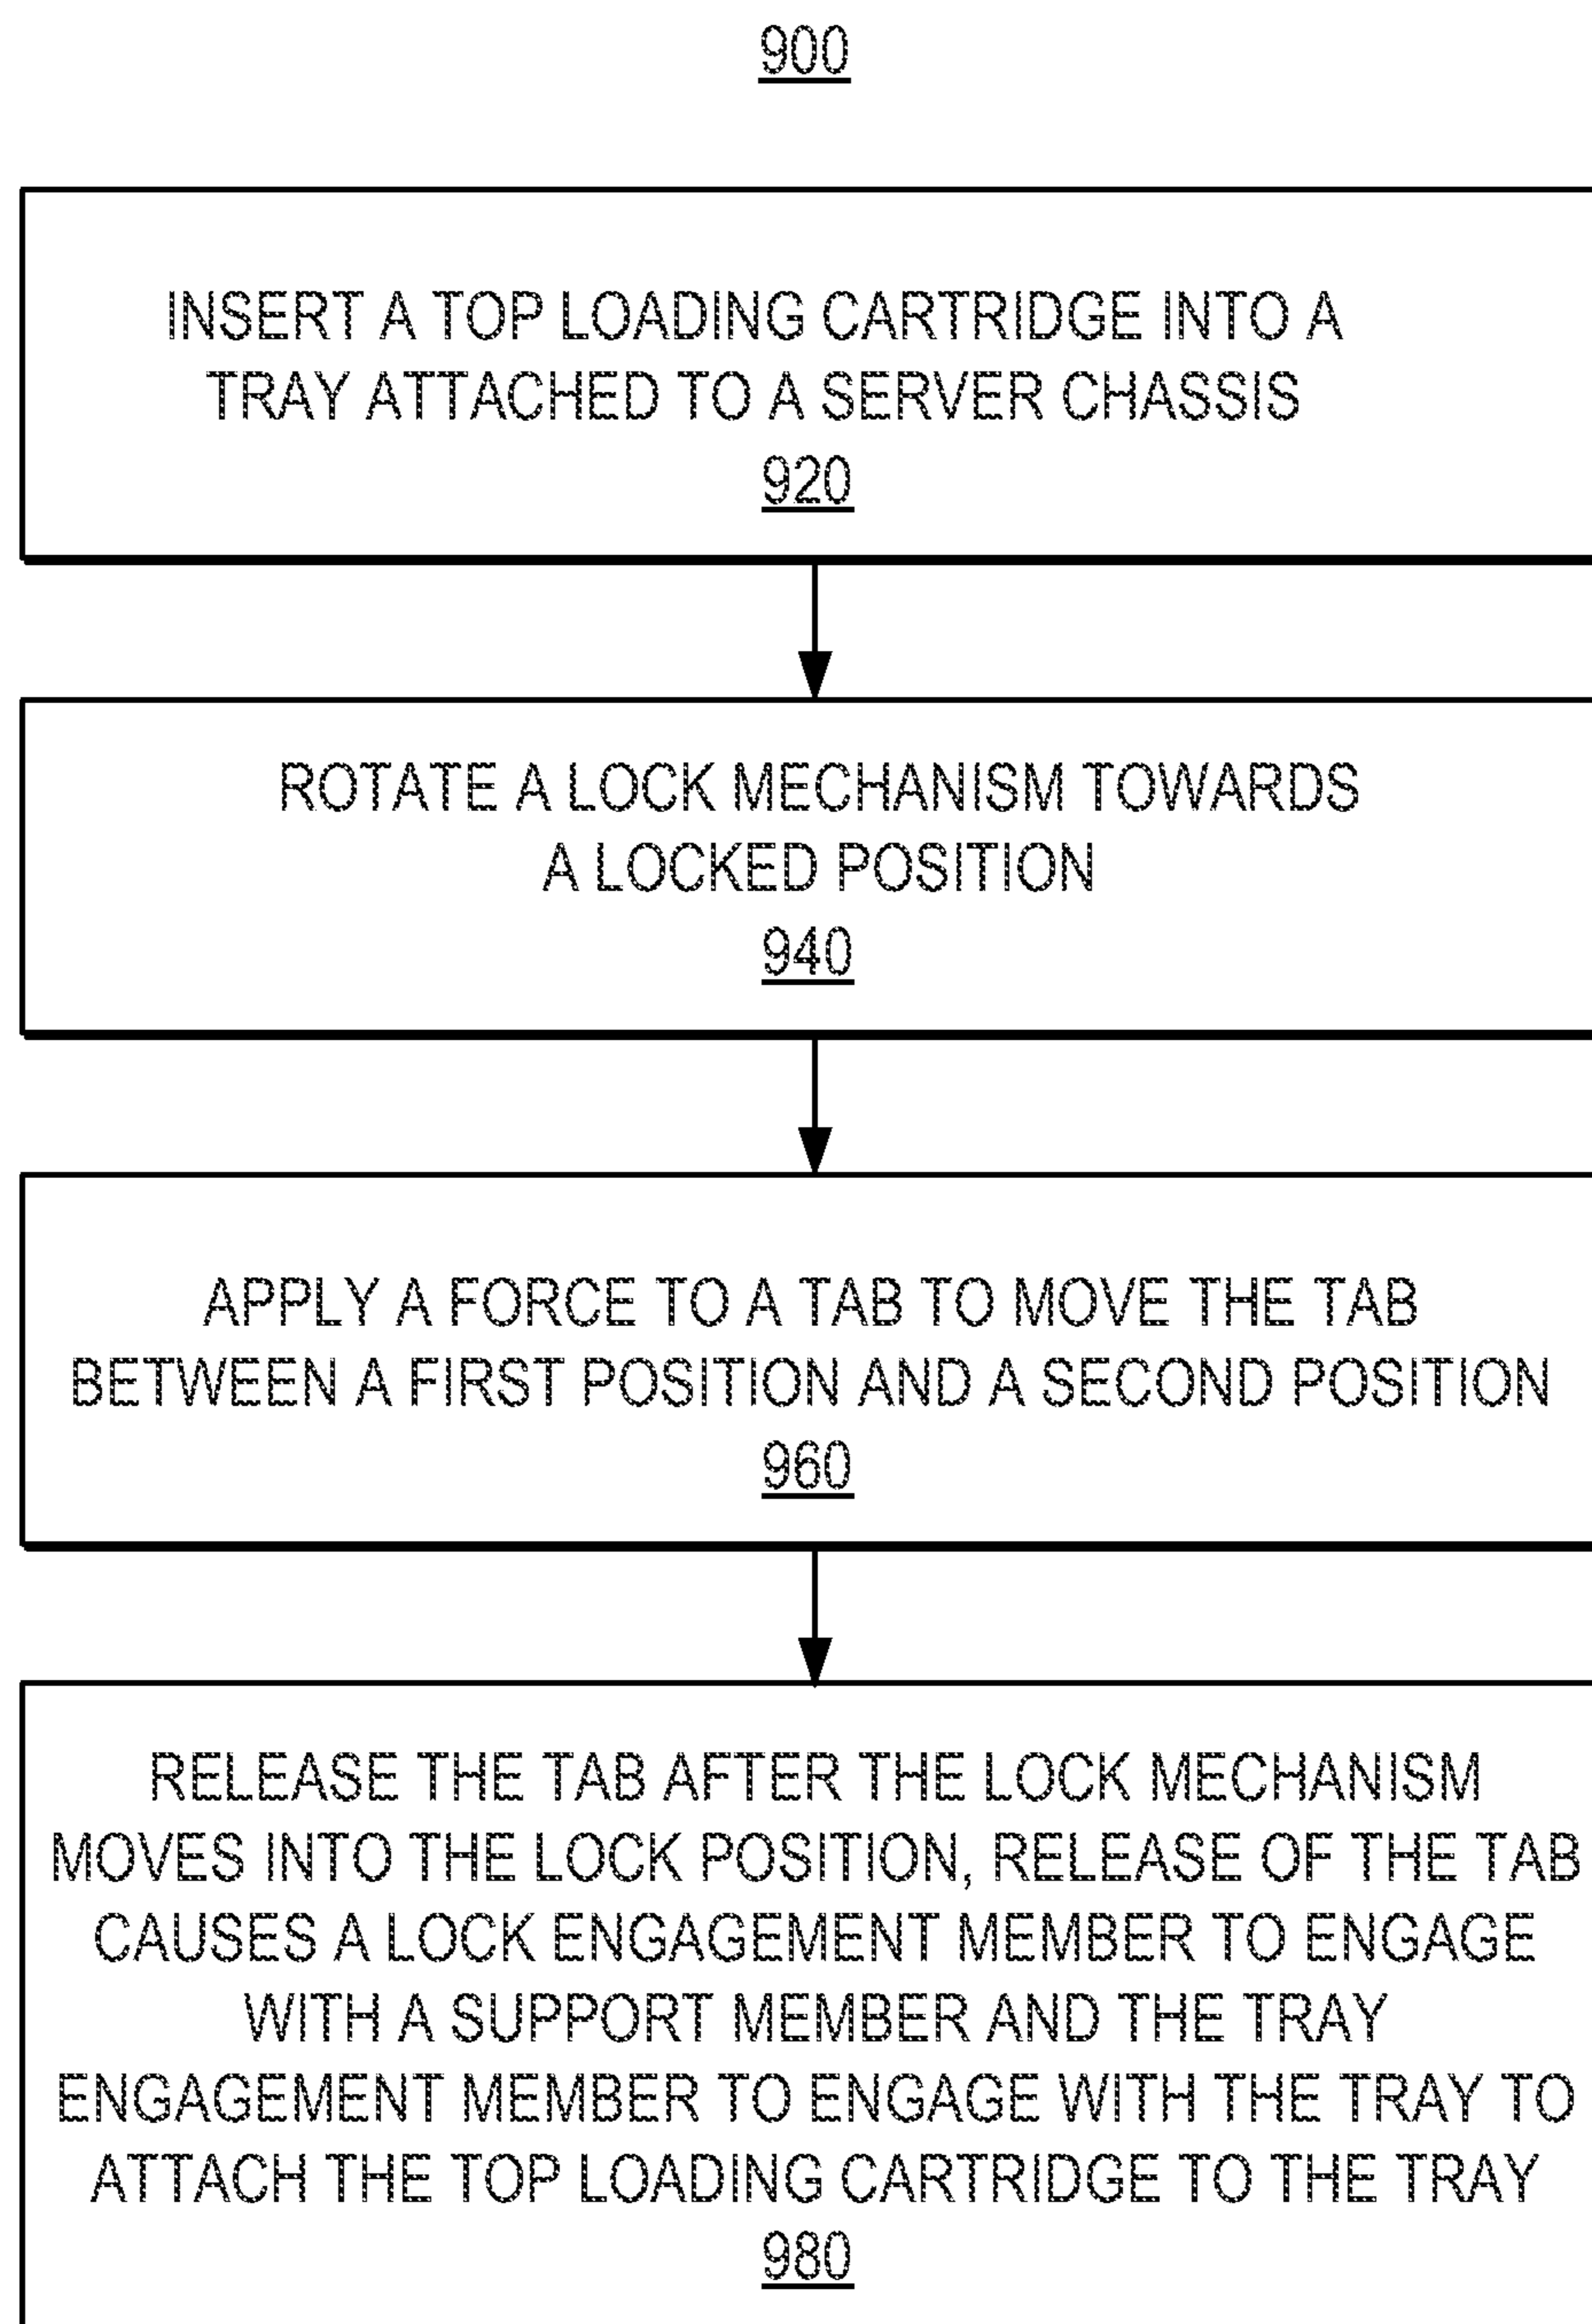 900
INSERT A TOP LOADING CARTRIDGE INTO A
TRAY ATTACHED TO A SERVER CHASSIS
920
ROTATE A LOCK MECHANISM TOWARDS
A LOCKED POSITION
940
APPLY A FORCE TO A TAB TO MOVE THE TAB
BETWEEN A FIRST POSITION AND A SECOND POSITION
960
RELEASE THE TAB AFTER THE LOCK MECHANISM
MOVES INTO THE LOCK POSITION, RELEASE OF THE TAB
CAUSES A LOCK ENGAGEMENT MEMBER TO ENGAGE
WITH A SUPPORT MEMBER AND THE TRAY
ENGAGEMENT MEMBER TO ENGAGE WITH THE TRAY TO
ATTACH THE TOP LOADING CARTRIDGE TO THE TRAY
980